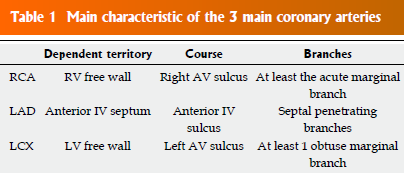 Table 1 Main characteristic of the 3 main coronary arteries
Dependent territory Course Branches
RCA RV free wall Right AV sulcus At least the acute marginal
branch
LAD Anterior IV septum Anterior IV Septal penetrating
sulcus branches
LCX LV free wall Left AV sulcus At least 1 obtuse marginal
branch